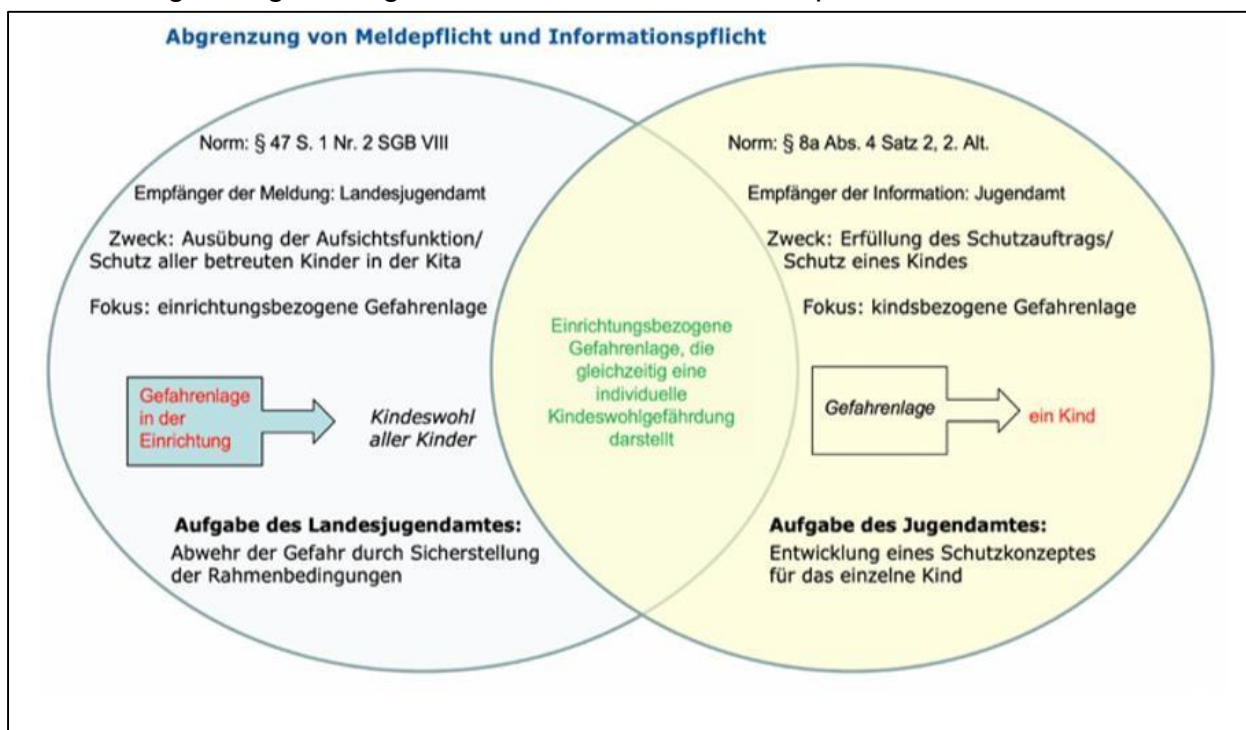 Abgrenzung von Meldepflicht und Informationspflicht
Norm: § 47 S. 1 Nr. 2 SGB VIII
Empfänger der Meldung: Landesjugendamt
Zweck: Ausübung der Aufsichtsfunktion/
Schutz aller betreuten Kinder in der Kita
Fokus: einrichtungsbezogene Gefahrenlage
Gefahrenlage
in der
Einrichtung
Kindeswohl
aller Kinder
Aufgabe des Landesjugendamtes:
Abwehr der Gefahr durch Sicherstellung
der Rahmenbedingungen
Einrichtungsbezogene
Gefahrenlage, die
gleichzeitig eine
individuelle
Kindeswohlgefährdung
darstellt
Norm: § 8a Abs. 4 Satz 2, 2. Alt.
Empfänger der Information: Jugendamt
Zweck: Erfüllung des Schutzauftrags/
Schutz eines Kindes
Fokus: kindsbezogene Gefahrenlage
Gefahrenlage
ein Kind
Aufgabe des Jugendamtes:
Entwicklung eines Schutzkonzeptes
für das einzelne Kind